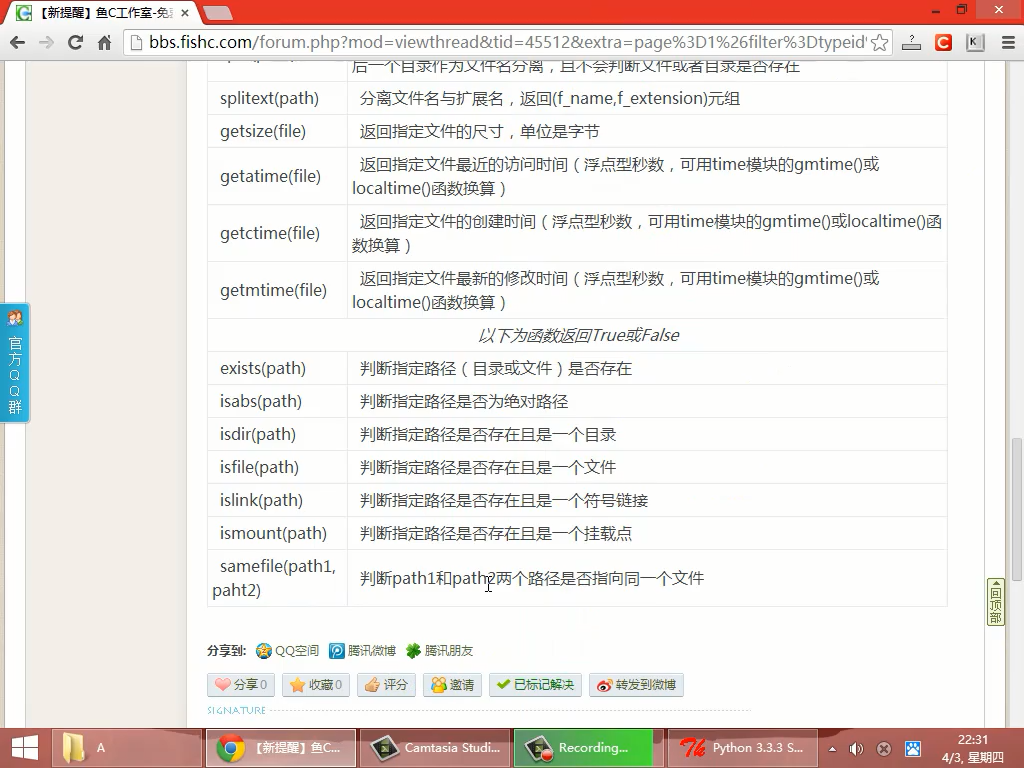 【新提醒】鱼C工作室-免
bbs.fishc.com/forum.php?mod=viewthread&tid=45512&extra=page%3D1%26filter%3Dtypeid
后一个目录作为文件名分离，且不会判断文件或者目录是否存在
splitext(path) 分离文件名与扩展名，返回(f_name,f_extension)元组
getsize(file) 返回指定文件的尺寸，单位是字节
getatime(file) 返回指定文件最近的访问时间（浮点型秒数，可用time模块的gmtime()或
localtime()函数换算）
getctime(file) 返回指定文件的创建时间（浮点型秒数，可用time模块的gmtime()或localtime()函
数换算）
getmtime(file) 返回指定文件最新的修改时间（浮点型秒数，可用time模块的gmtime()或
localtime()函数换算）
以下为函数返回True或False
exists(path) 判断指定路径（目录或文件）是否存在
isabs(path) 判断指定路径是否为绝对路径
isdir(path) 判断指定路径是否存在且是一个目录
isfile(path) 判断指定路径是否存在且是一个文件
islink(path) 判断指定路径是否存在且是一个符号链接
ismount(path) 判断指定路径是否存在且是一个挂载点
samefile(path1,
paht2) 判断path1和path2两个路径是否指向同一个文件
官方QQ群
回顶部
分享到: QQ空间 腾讯微博 腾讯朋友
分享 0 收藏 0 评分 邀请 已标记解决 转发到微博
SIGNATURE
A 【新提醒】鱼C... Camtasia Studi... Recording... Python 3.3.3 S... 22:31
4/3, 星期四